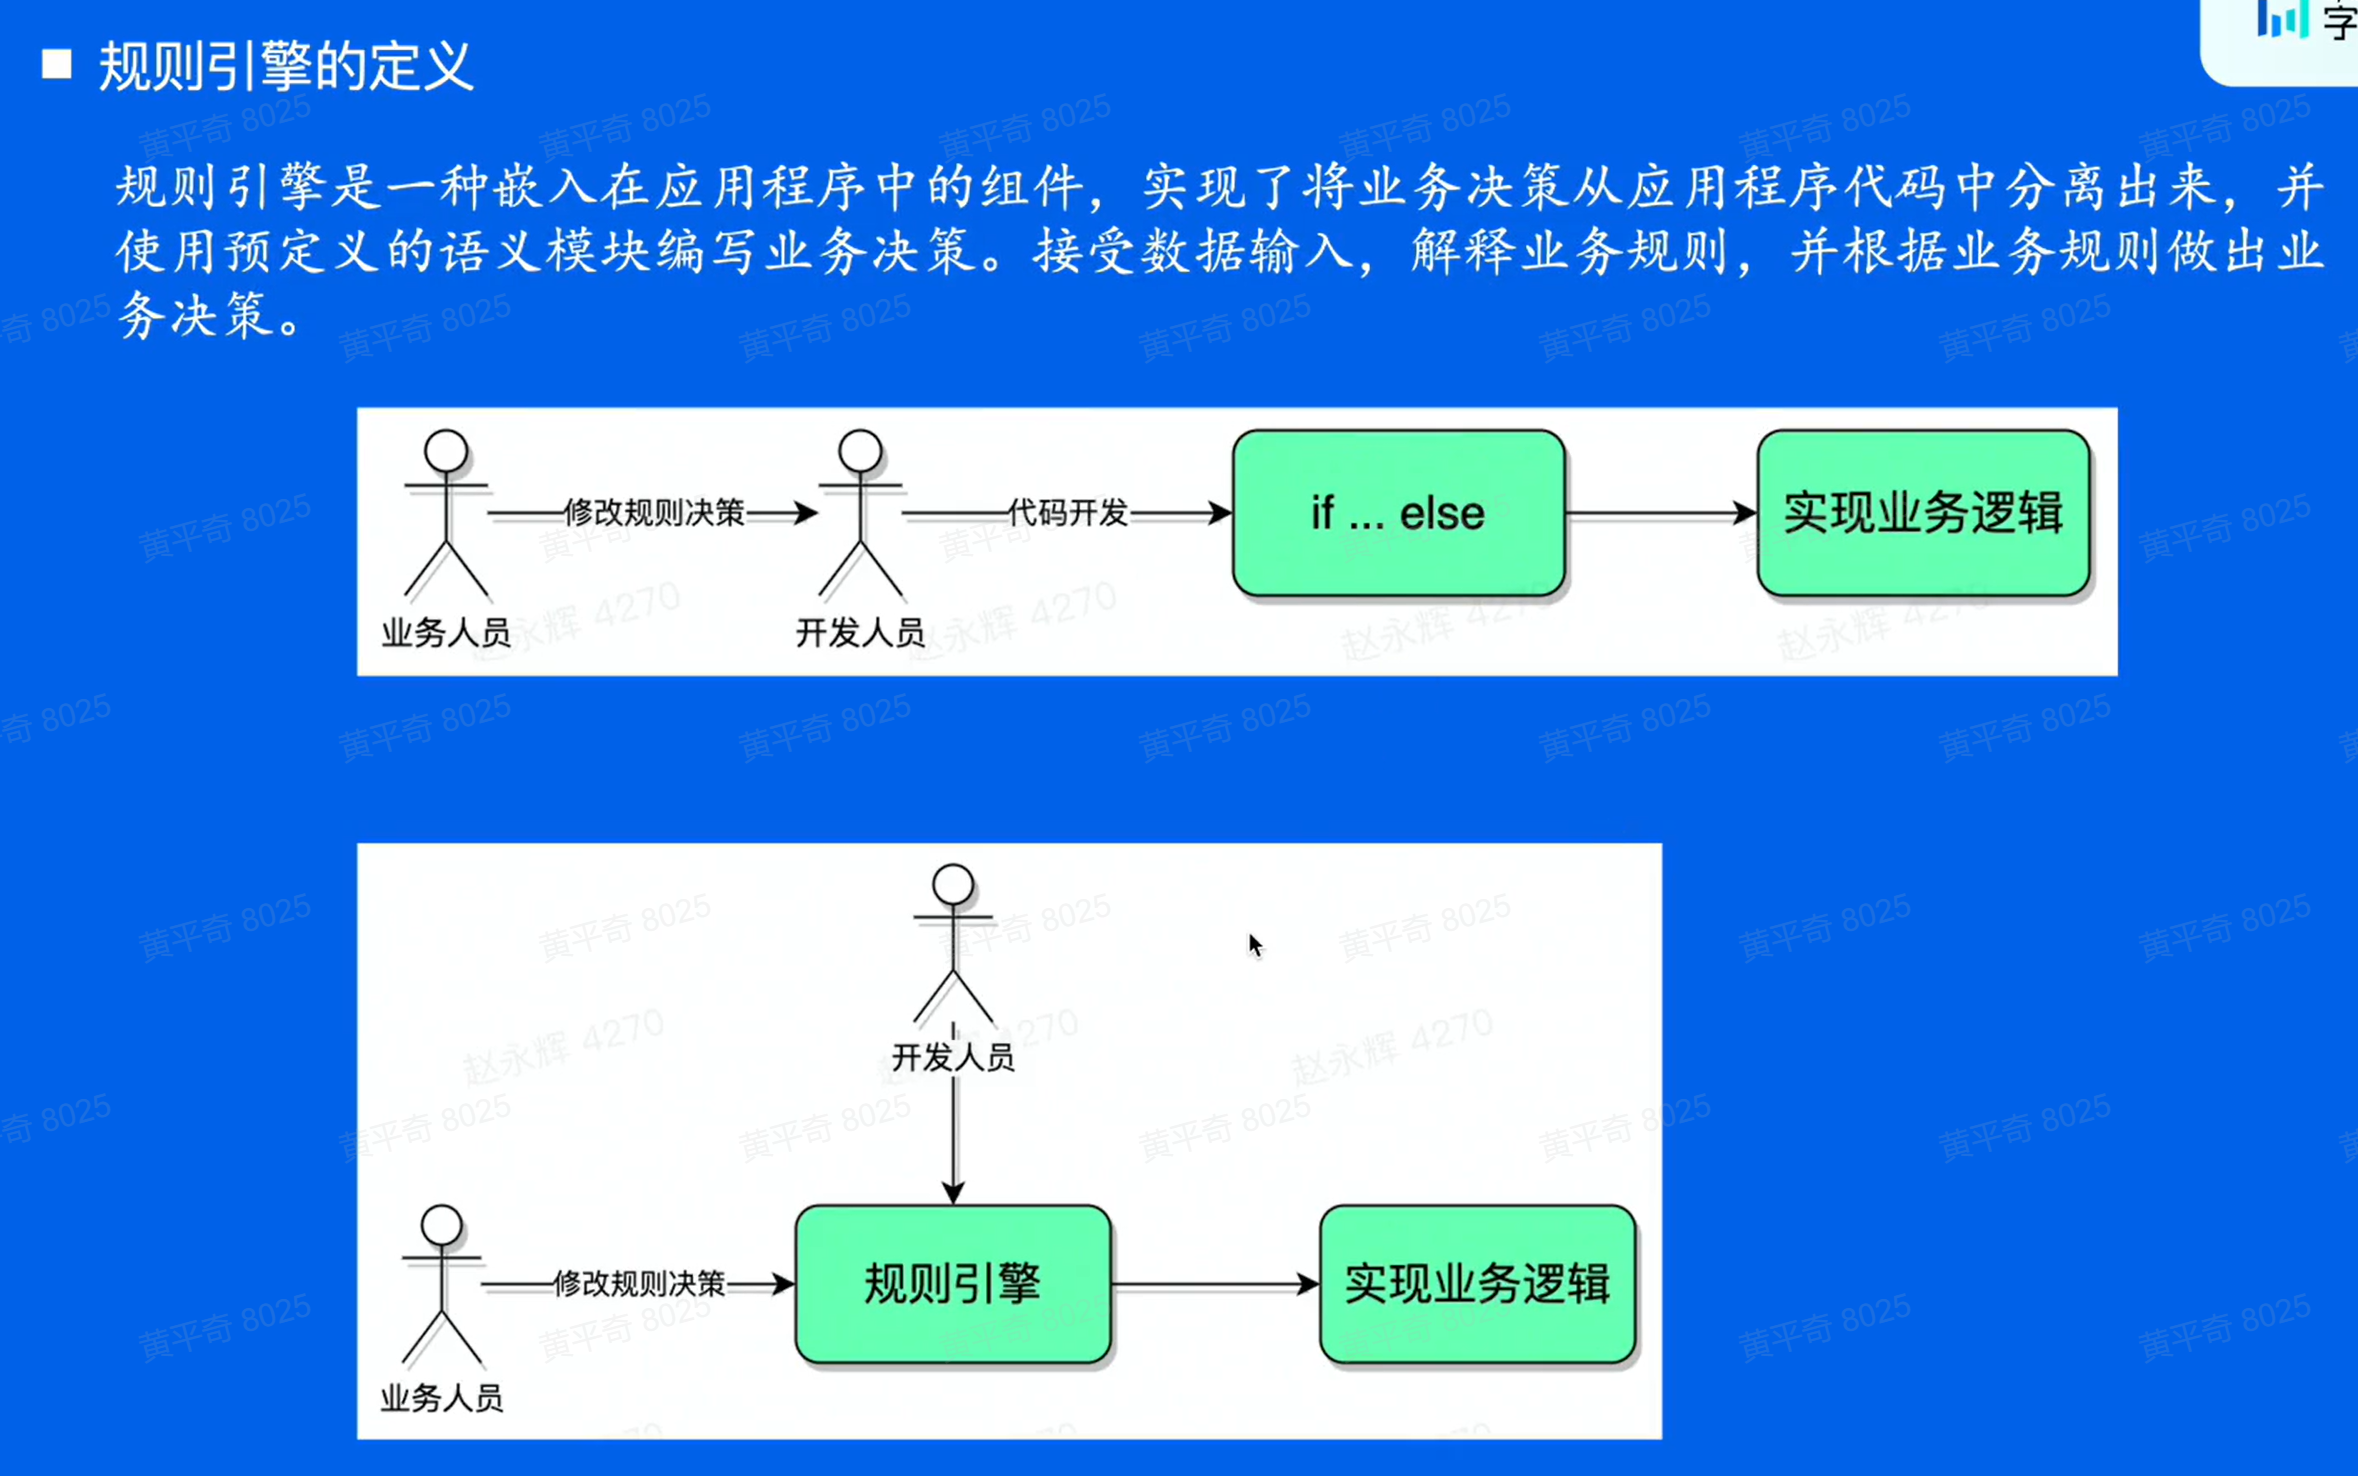 字
规则引擎的定义
规则引擎是一种嵌入在应用程序中的组件，实现了将业务决策从应用程序代码中分离出来，并
使用预定义的语义模块编写业务决策。接受数据输入，解释业务规则，并根据业务规则做出业
务决策。
修改规则决策
代码开发
if ... else
实现业务逻辑
业务人员
开发人员
开发人员
修改规则决策
规则引擎
实现业务逻辑
业务人员
黄平奇 8025
赵永辉 4270